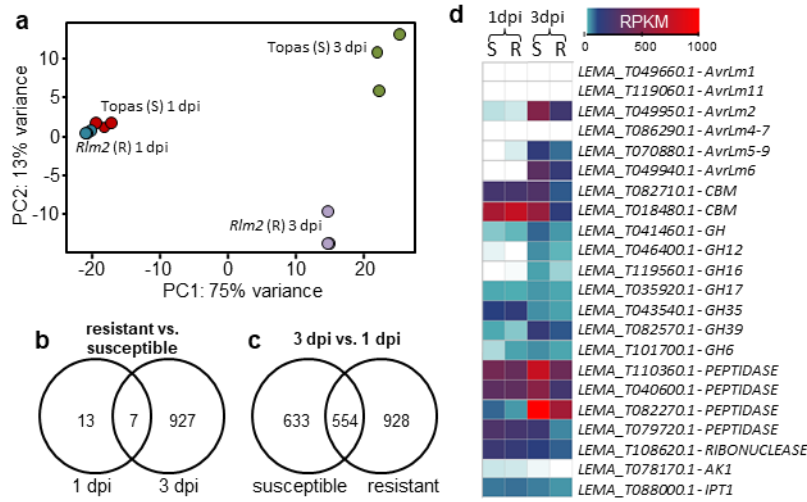 a
PC2: 13% variance
10
5
0
-5
-10
Topas (S) 3 dpi
Topas (S) 1 dpi
Rlm2 (R) 1 dpi
Rlm2 (R) 3 dpi
-20
-10
0
10
20
PC1: 75% variance
b
resistant vs.
susceptible
13
7
927
1 dpi
3 dpi
c
3 dpi vs. 1 dpi
633
554
928
susceptible
resistant
d
1dpi 3dpi
S R S R
RPKM
0 500 1000
LEMA_T049660.1 - AvrLm1
LEMA_T119060.1 - AvrLm11
LEMA_T049950.1 - AvrLm2
LEMA_T086290.1 - AvrLm4-7
LEMA_T070880.1 - AvrLm5-9
LEMA_T049940.1 - AvrLm6
LEMA_T082710.1 - CBM
LEMA_T018480.1 - CBM
LEMA_T041460.1 - GH
LEMA_T046400.1 - GH12
LEMA_T119560.1 - GH16
LEMA_T035920.1 - GH17
LEMA_T043540.1 - GH35
LEMA_T082570.1 - GH39
LEMA_T101700.1 - GH6
LEMA_T110360.1 - PEPTIDASE
LEMA_T040600.1 - PEPTIDASE
LEMA_T082270.1 - PEPTIDASE
LEMA_T079720.1 - PEPTIDASE
LEMA_T108620.1 - RIBONUCLEASE
LEMA_T078170.1 - AK1
LEMA_T088000.1 - IPT1